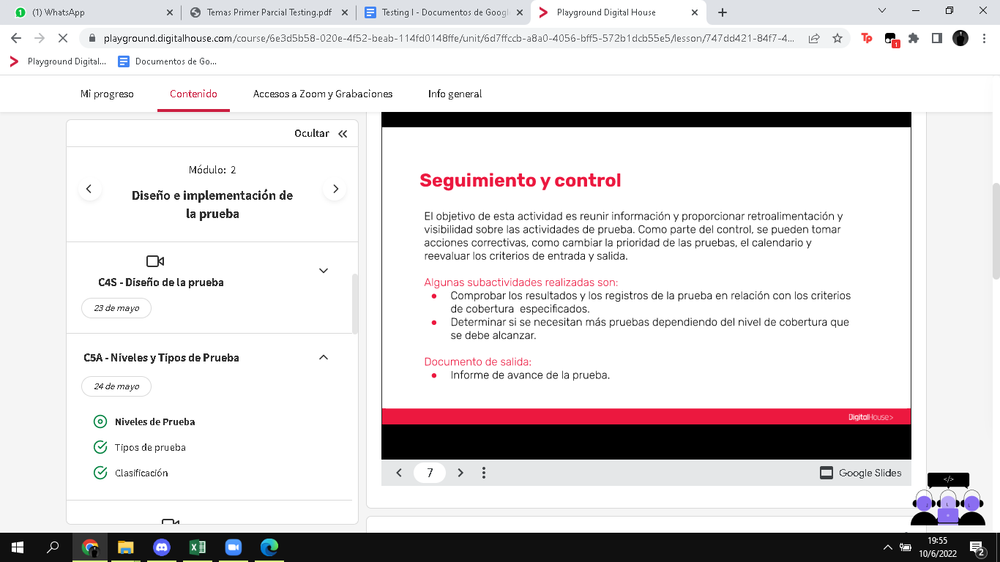 (1) WhatsApp
Temas Primer Parcial Testing.pdf
Testing I - Documentos de Googl
Playground Digital House
playground.digitalhouse.com/course/6e3d5b58-020e-4f52-beab-114fd0148ffe/unit/6d7ffccb-a8a0-4056-bff5-572b1dcb55e5/lesson/747dd421-84f7-4...
Tp
1
Playground Digital...
Documentos de Go...
Mi progreso
Contenido
Accesos a Zoom y Grabaciones
Info general
Ocultar
Módulo: 2
Diseño e implementación de
la prueba
C4S - Diseño de la prueba
23 de mayo
C5A - Niveles y Tipos de Prueba
24 de mayo
Niveles de Prueba
Tipos de prueba
Clasificación
Seguimiento y control
El objetivo de esta actividad es reunir información y proporcionar retroalimentación y
visibilidad sobre las actividades de prueba. Como parte del control, se pueden tomar
acciones correctivas, como cambiar la prioridad de las pruebas, el calendario y
reevaluar los criterios de entrada y salida.
Algunas subactividades realizadas son:
● Comprobar los resultados y los registros de la prueba en relación con los criterios
de cobertura especificados.
● Determinar si se necesitan más pruebas dependiendo del nivel de cobertura que
se debe alcanzar.
Documento de salida:
● Informe de avance de la prueba.
DigitalHouse>
7
Google Slides
</>
19:55
10/6/2022
2